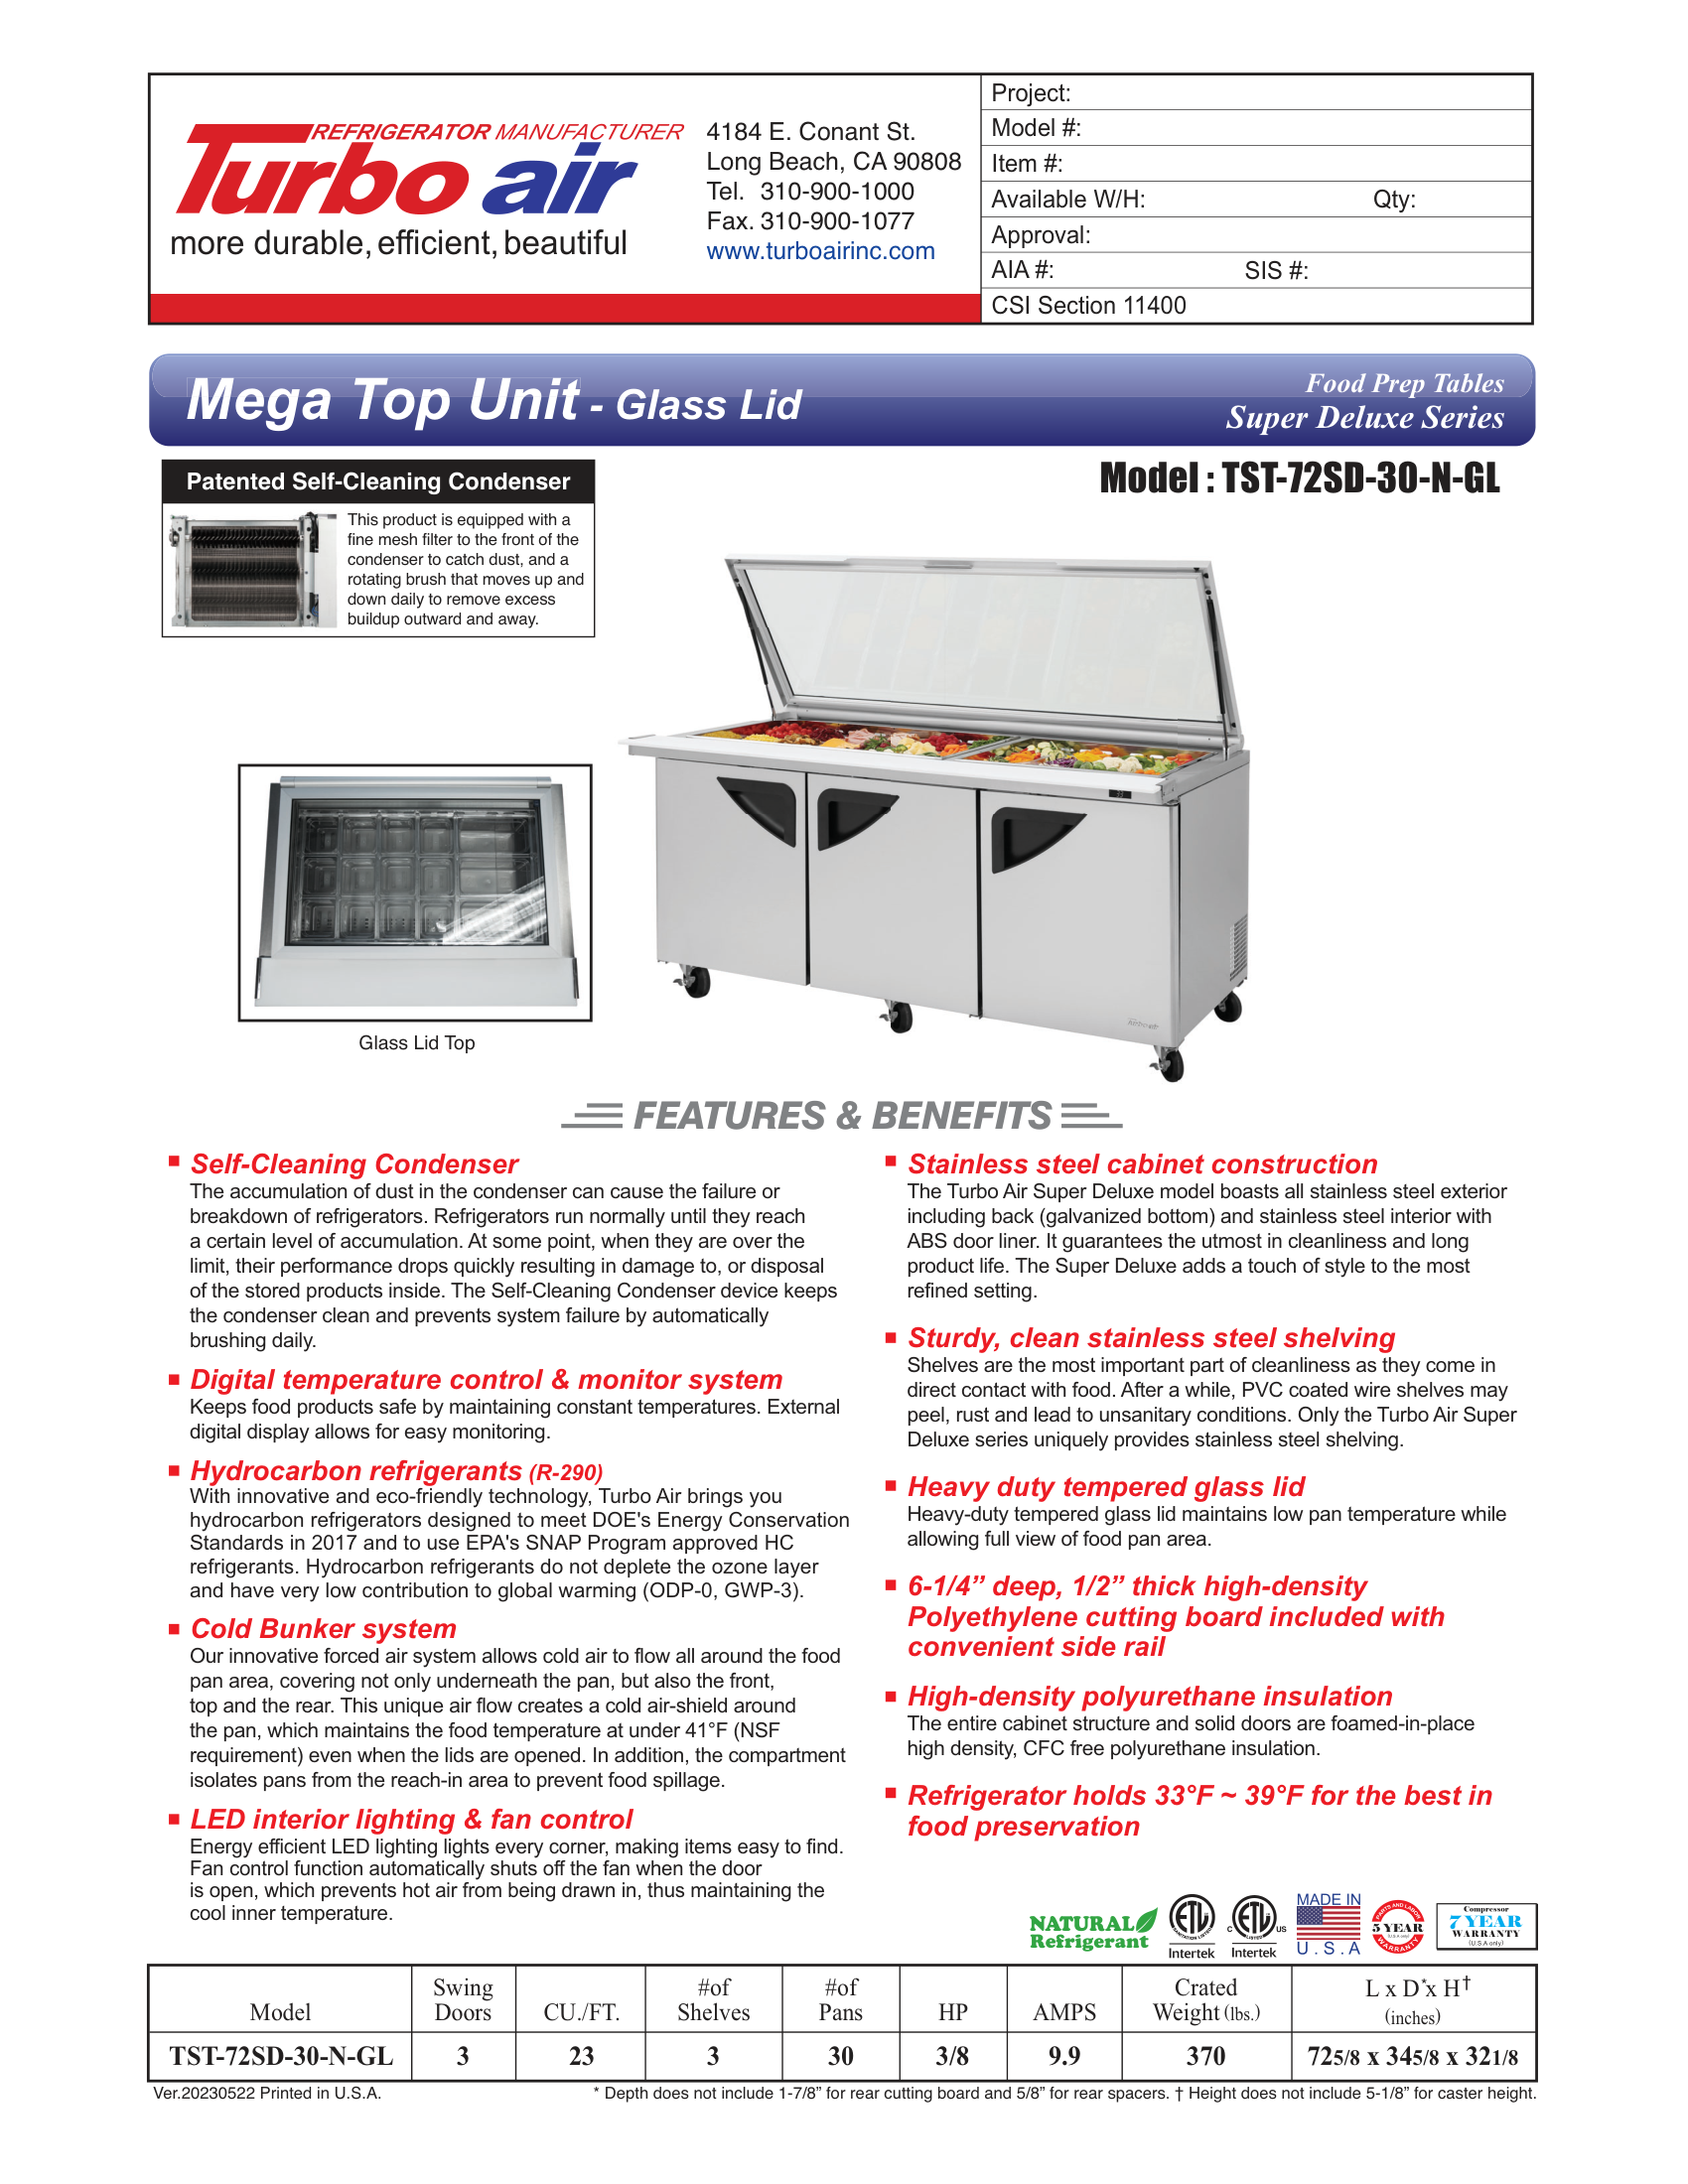 REFRIGERATOR MANUFACTURER
Turbo air
more durable, efficient, beautiful
4184 E. Conant St.
Long Beach, CA 90808
Tel. 310-900-1000
Fax. 310-900-1077
www.turboairinc.com
Project:
Model #:
Item #:
Available W/H: Qty:
Approval:
AIA #: SIS #:
CSI Section 11400
Mega Top Unit - Glass Lid
Food Prep Tables
Super Deluxe Series
Model : TST-72SD-30-N-GL
Patented Self-Cleaning Condenser
This product is equipped with a
fine mesh filter to the front of the
condenser to catch dust, and a
rotating brush that moves up and
down daily to remove excess
buildup outward and away.
Glass Lid Top
FEATURES & BENEFITS
Self-Cleaning Condenser
The accumulation of dust in the condenser can cause the failure or
breakdown of refrigerators. Refrigerators run normally until they reach
a certain level of accumulation. At some point, when they are over the
limit, their performance drops quickly resulting in damage to, or disposal
of the stored products inside. The Self-Cleaning Condenser device keeps
the condenser clean and prevents system failure by automatically
brushing daily.
Digital temperature control & monitor system
Keeps food products safe by maintaining constant temperatures. External
digital display allows for easy monitoring.
Hydrocarbon refrigerants (R-290)
With innovative and eco-friendly technology, Turbo Air brings you
hydrocarbon refrigerators designed to meet DOE's Energy Conservation
Standards in 2017 and to use EPA's SNAP Program approved HC
refrigerants. Hydrocarbon refrigerants do not deplete the ozone layer
and have very low contribution to global warming (ODP-0, GWP-3).
Cold Bunker system
Our innovative forced air system allows cold air to flow all around the food
pan area, covering not only underneath the pan, but also the front,
top and the rear. This unique air flow creates a cold air-shield around
the pan, which maintains the food temperature at under 41°F (NSF
requirement) even when the lids are opened. In addition, the compartment
isolates pans from the reach-in area to prevent food spillage.
LED interior lighting & fan control
Energy efficient LED lighting lights every corner, making items easy to find.
Fan control function automatically shuts off the fan when the door
is open, which prevents hot air from being drawn in, thus maintaining the
cool inner temperature.
Stainless steel cabinet construction
The Turbo Air Super Deluxe model boasts all stainless steel exterior
including back (galvanized bottom) and stainless steel interior with
ABS door liner. It guarantees the utmost in cleanliness and long
product life. The Super Deluxe adds a touch of style to the most
refined setting.
Sturdy, clean stainless steel shelving
Shelves are the most important part of cleanliness as they come in
direct contact with food. After a while, PVC coated wire shelves may
peel, rust and lead to unsanitary conditions. Only the Turbo Air Super
Deluxe series uniquely provides stainless steel shelving.
Heavy duty tempered glass lid
Heavy-duty tempered glass lid maintains low pan temperature while
allowing full view of food pan area.
6-1/4” deep, 1/2” thick high-density
Polyethylene cutting board included with
convenient side rail
High-density polyurethane insulation
The entire cabinet structure and solid doors are foamed-in-place
high density, CFC free polyurethane insulation.
Refrigerator holds 33°F ~ 39°F for the best in
food preservation
NATURAL
Refrigerant
ETL
SANITATION LISTED
Intertek
C ETL US
LISTED
Intertek
MADE IN
U.S.A
PARTS AND LABOR
5 YEAR
(U.S.A only)
WARRANTY
Compressor
7 YEAR
WARRANTY
(U.S.A only)
Model Swing Doors CU./FT. #of Shelves #of Pans HP AMPS Crated Weight (lbs.) L x D* x H† (inches)
TST-72SD-30-N-GL 3 23 3 30 3/8 9.9 370 725/8 x 345/8 x 321/8
Ver.20230522 Printed in U.S.A.
* Depth does not include 1-7/8” for rear cutting board and 5/8” for rear spacers. † Height does not include 5-1/8” for caster height.